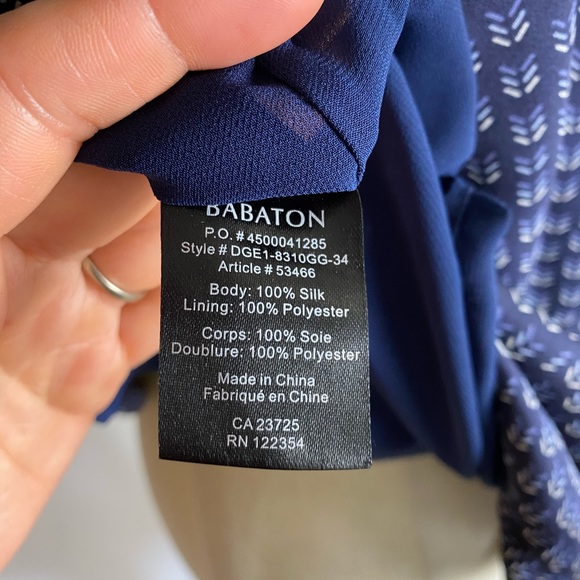 BABATON
P.O. # 4500041285
Style # DGE1-8310GG-34
Article # 53466
Body: 100% Silk
Lining: 100% Polyester
Corps: 100% Soie
Doublure: 100% Polyester
Made in China
Fabriqué en Chine
CA 23725
RN 122354